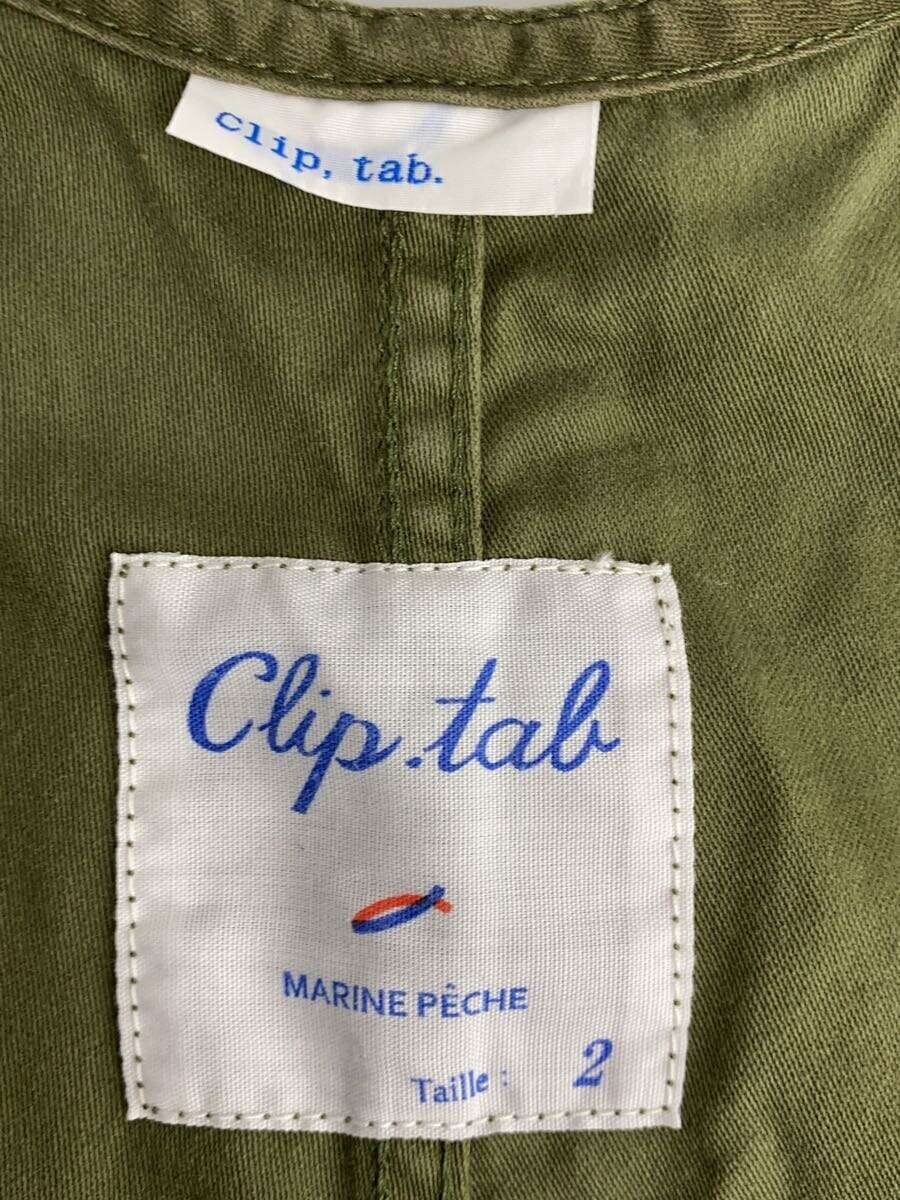 clip, tab.
Clip.tab
MARINE PÊCHE
Taille : 2